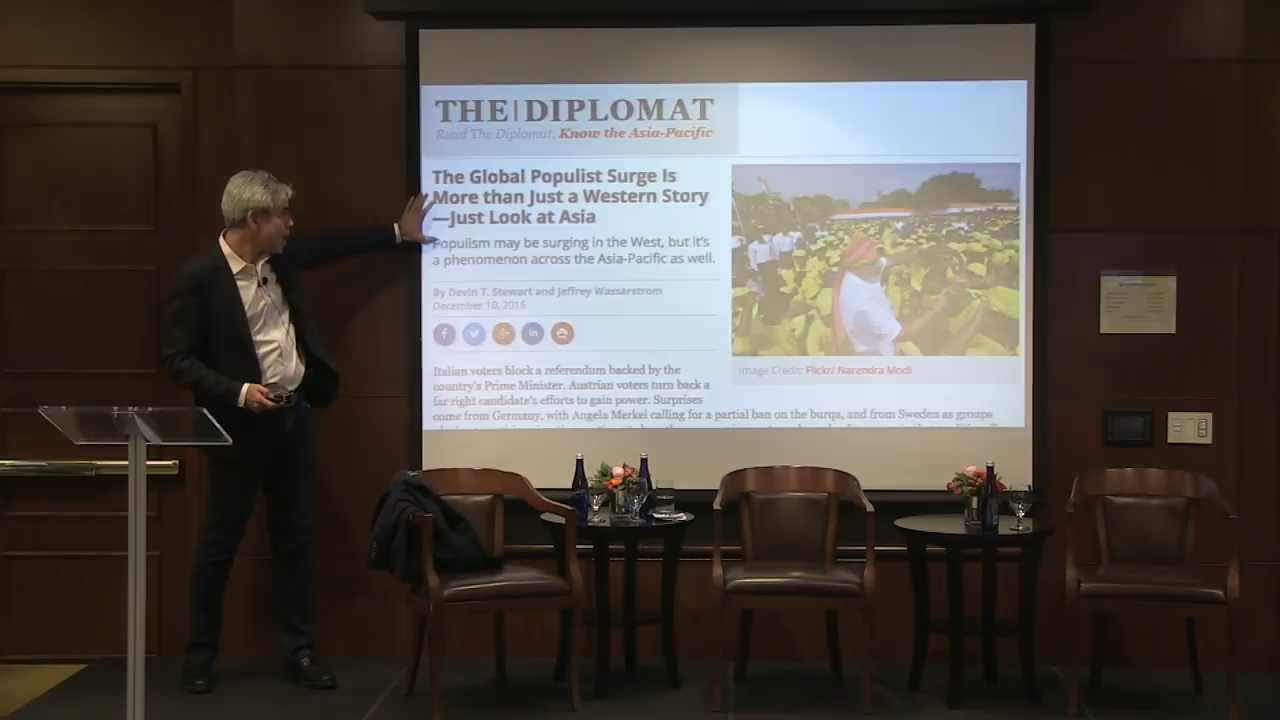 THE|DIPLOMAT
Read The Diplomat, Know the Asia-Pacific
The Global Populist Surge Is
More than Just a Western Story
—Just Look at Asia
Populism may be surging in the West, but it's
a phenomenon across the Asia-Pacific as well.
By Devin T. Stewart and Jeffrey Wasserstrom
December 10, 2016
Image Credit: Flickr/ Narendra Modi
Italian voters block a referendum backed by the
country's Prime Minister. Austrian voters turn back a
far right candidate's efforts to gain power. Surprises
come from Germany, with Angela Merkel calling for a partial ban on the burqa, and from Sweden as groups